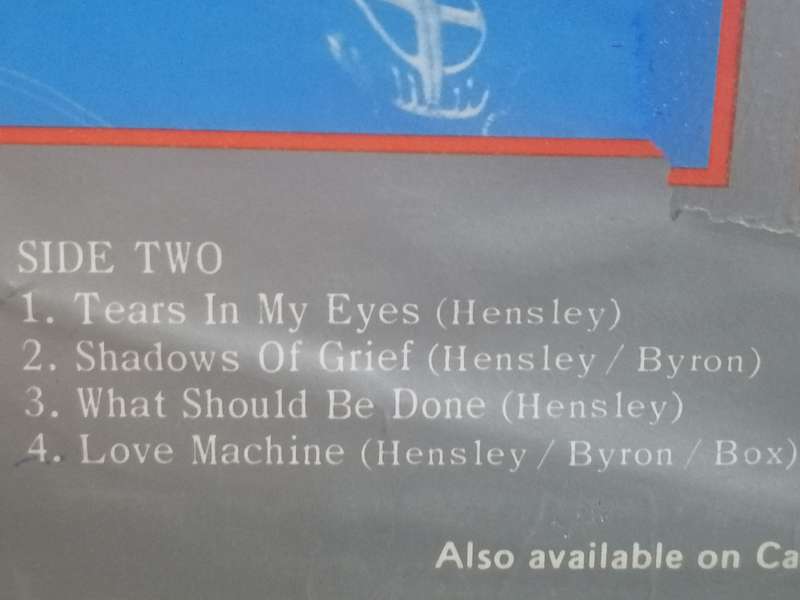 SIDE TWO
1. Tears In My Eyes (Hensley)
2. Shadows Of Grief (Hensley / Byron)
3. What Should Be Done (Hensley)
4. Love Machine (Hensley / Byron / Box)
Also available on Ca